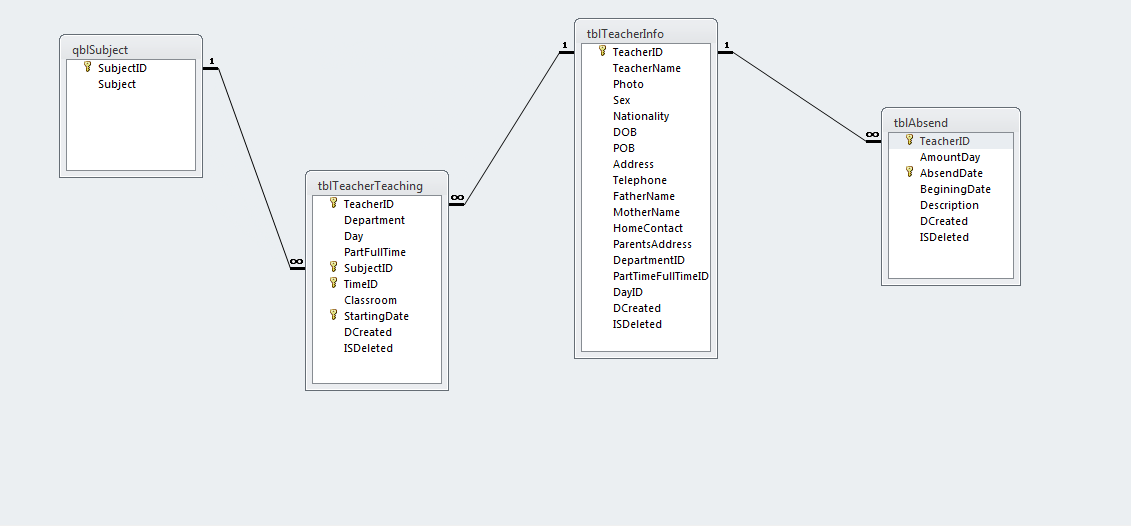 qblSubject
SubjectID
Subject
1
∞
tblTeacherTeaching
TeacherID
Department
Day
PartFullTime
SubjectID
TimeID
Classroom
StartingDate
DCreated
ISDeleted
∞
1
tblTeacherInfo
TeacherID
TeacherName
Photo
Sex
Nationality
DOB
POB
Address
Telephone
FatherName
MotherName
HomeContact
ParentsAddress
DepartmentID
PartTimeFullTimeID
DayID
DCreated
ISDeleted
1
∞
tblAbsend
TeacherID
AmountDay
AbsendDate
BeginingDate
Description
DCreated
ISDeleted